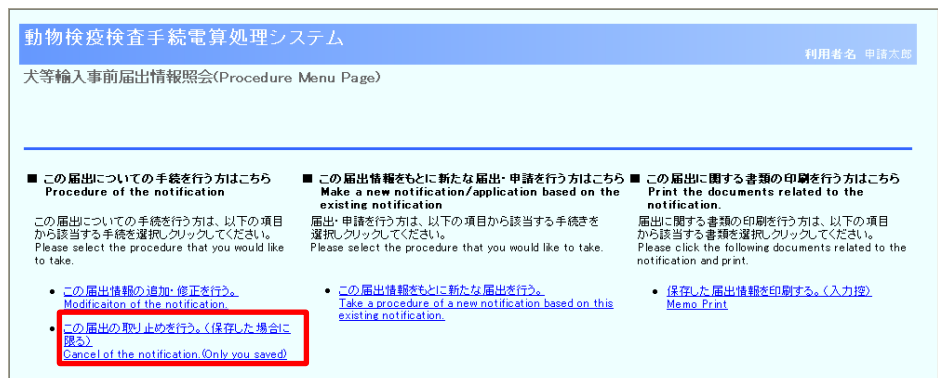 動物検疫検査手続電算処理システム
利用者名 申請太郎
犬等輸入事前届出情報照会(Procedure Menu Page)
■ この届出についての手続を行う方はこちら
Procedure of the notification
この届出についての手続を行う方は、以下の項目
から該当する手続を選択しクリックしてください。
Please select the procedure that you would like
to take.
• この届出情報の追加・修正を行う。
Modificaiton of the notification.
• この届出の取り止めを行う。（保存した場合に
限る）
Cancel of the notification.(Only you saved)
■ この届出情報をもとに新たな届出・申請を行う方はこちら
Make a new notification/application based on the
existing notification
届出・申請を行う方は、以下の項目から該当する手続きを
選択しクリックしてください。
Please select the procedure that you would like to take.
• この届出情報をもとに新たな届出を行う。
Take a procedure of a new notification based on this
existing notification.
■ この届出に関する書類の印刷を行う方はこちら
Print the documents related to the
notification.
届出に関する書類の印刷を行う方は、以下の項目
から該当する書類を選択しクリックしてください。
Please click the following documents related to the
notification and print.
• 保存した届出情報を印刷する。（入力控）
Memo Print